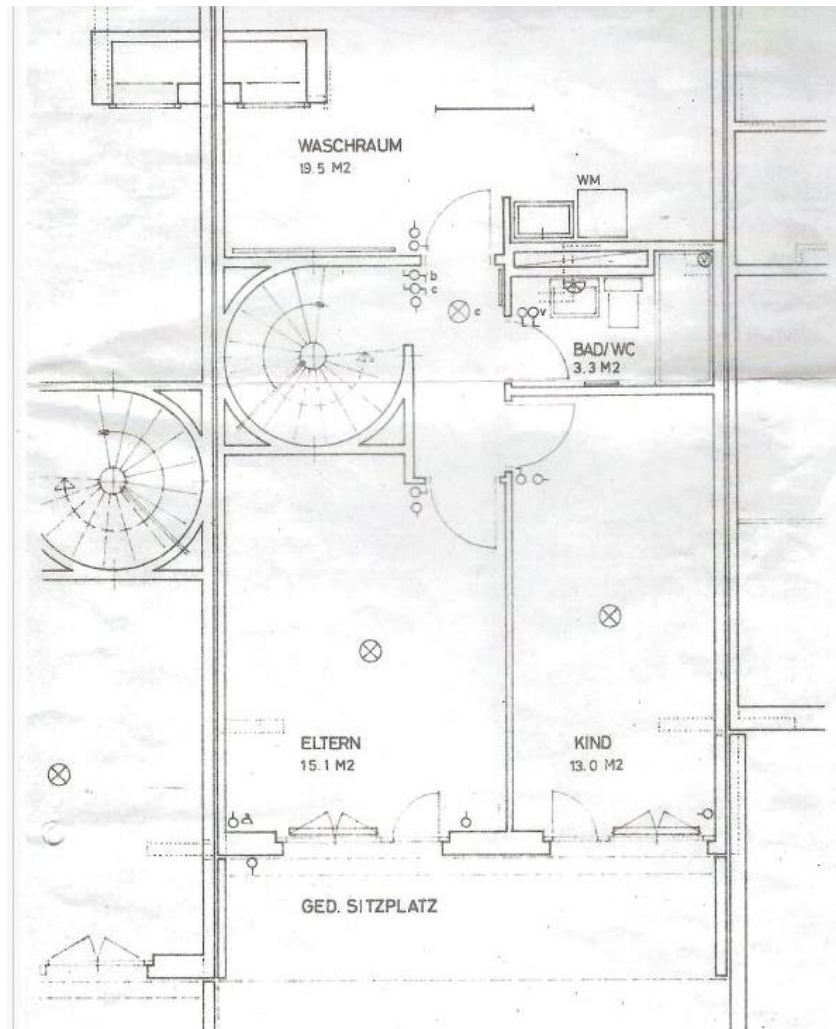 WASCHRAUM
19.5 M2
WM
b
c
c
v
v
BAD/WC
3.3 M2
ELTERN
15.1 M2
KIND
13.0 M2
GED. SITZPLATZ